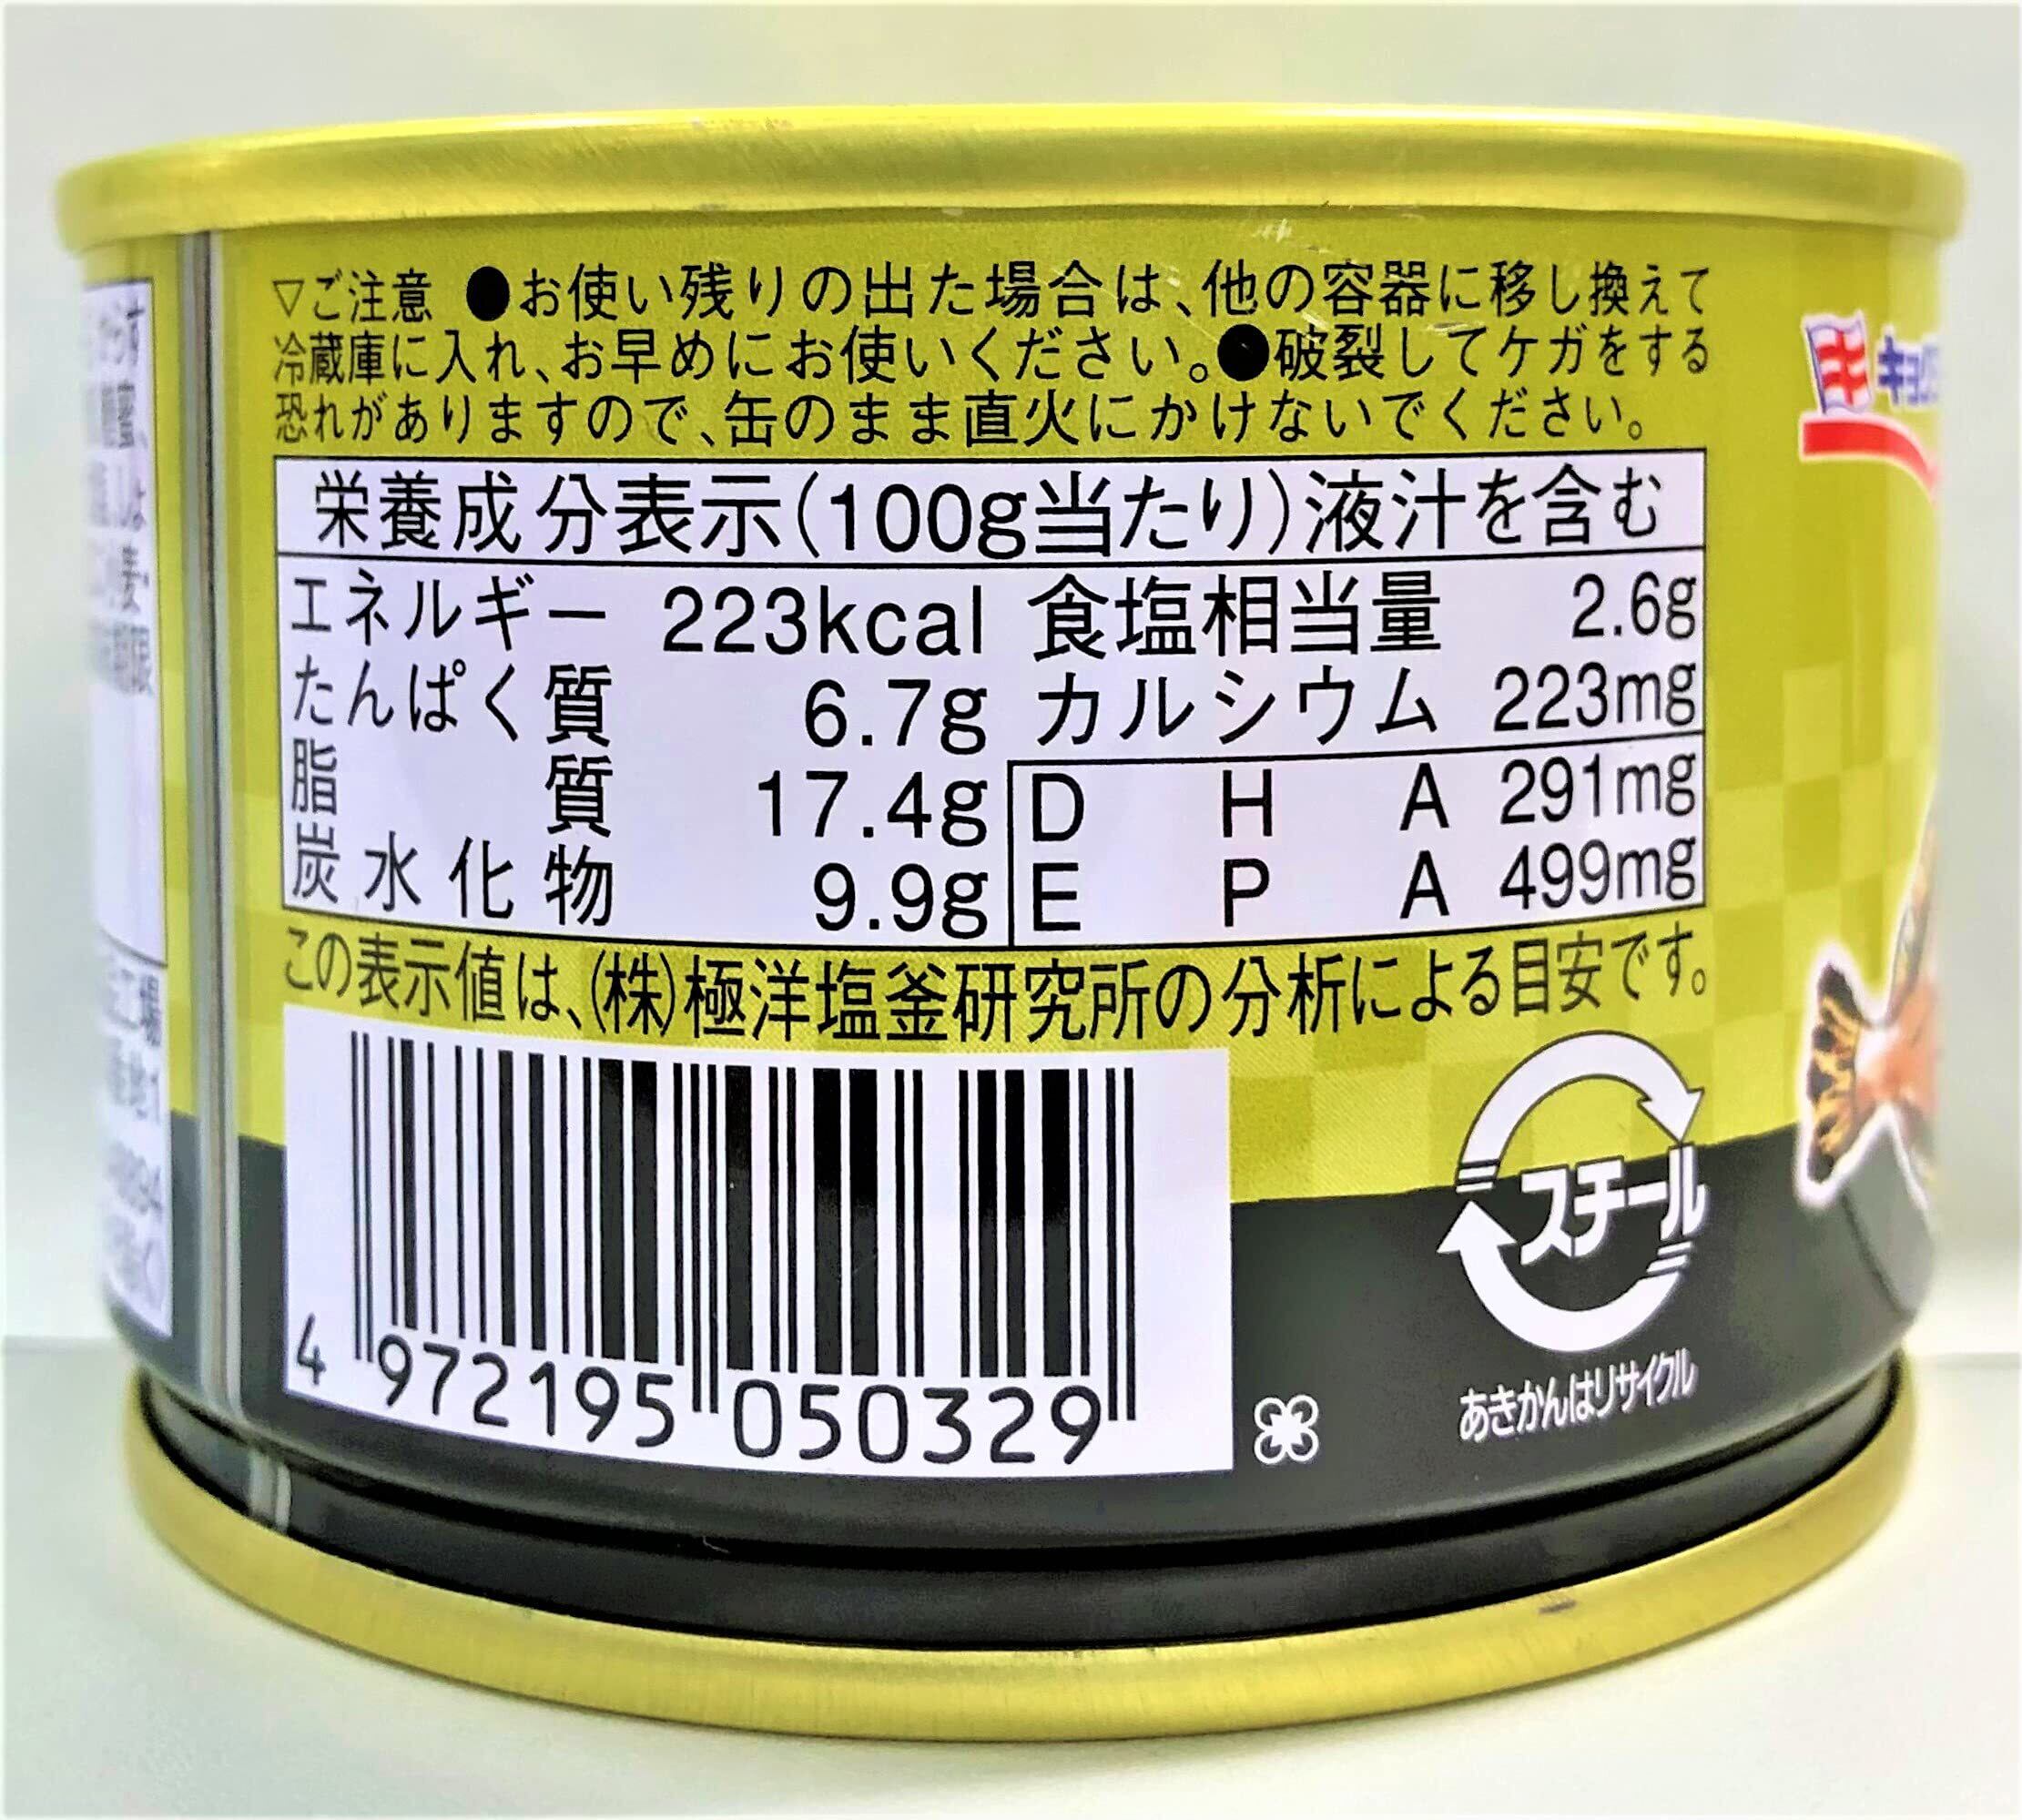 ▽ご注意 ●お使い残りの出た場合は、他の容器に移し換えて
冷蔵庫に入れ、お早めにお使いください。●破裂してケガをする
恐れがありますので、缶のまま直火にかけないでください。
栄養成分表示(100g当たり)液汁を含む
エネルギー 223kcal 食塩相当量 2.6g
たんぱく質 6.7g カルシウム 223mg
脂質 17.4g DHA 291mg
炭水化物 9.9g EPA 499mg
この表示値は、(株)極洋塩釜研究所の分析による目安です。
4 972195 050329
スチール
あきかんはリサイクル
キ